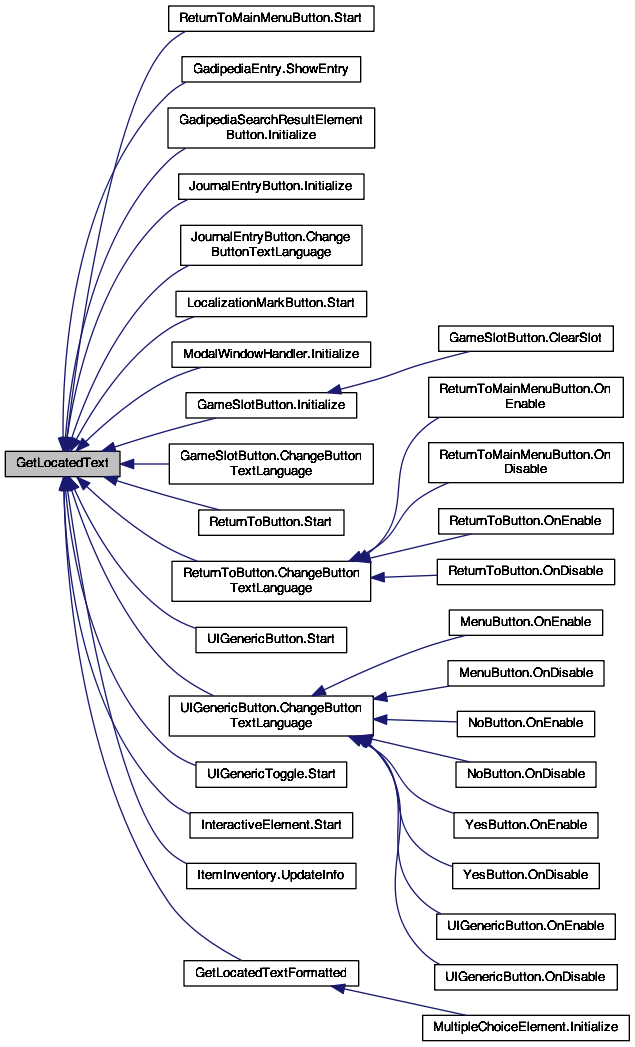 ReturnToMainMenuButton.Start
GadipediaEntry.ShowEntry
GadipediaSearchResultElement
Button.Initialize
JournalEntryButton.Initialize
JournalEntryButton.Change
ButtonTextLanguage
LocalizationMarkButton.Start
ModalWindowHandler.Initialize
GameSlotButton.Initialize
GameSlotButton.ChangeButton
TextLanguage
ReturnToButton.Start
ReturnToButton.ChangeButton
TextLanguage
UIGenericButton.Start
UIGenericButton.ChangeButton
TextLanguage
UIGenericToggle.Start
InteractiveElement.Start
ItemInventory.UpdateInfo
GetLocatedTextFormatted
GetLocatedText
GameSlotButton.ClearSlot
ReturnToMainMenuButton.On
Enable
ReturnToMainMenuButton.On
Disable
ReturnToButton.OnEnable
ReturnToButton.OnDisable
MenuButton.OnEnable
MenuButton.OnDisable
NoButton.OnEnable
NoButton.OnDisable
YesButton.OnEnable
YesButton.OnDisable
UIGenericButton.OnEnable
UIGenericButton.OnDisable
MultipleChoiceElement.Initialize